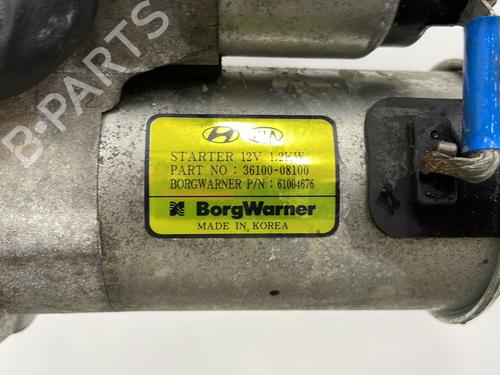 KIA
STARTER 12V 1.2KW
PART NO : 36100-08100
BORGWARNER P/N : 61004676
BorgWarner
MADE IN KOREA
B-PARTS